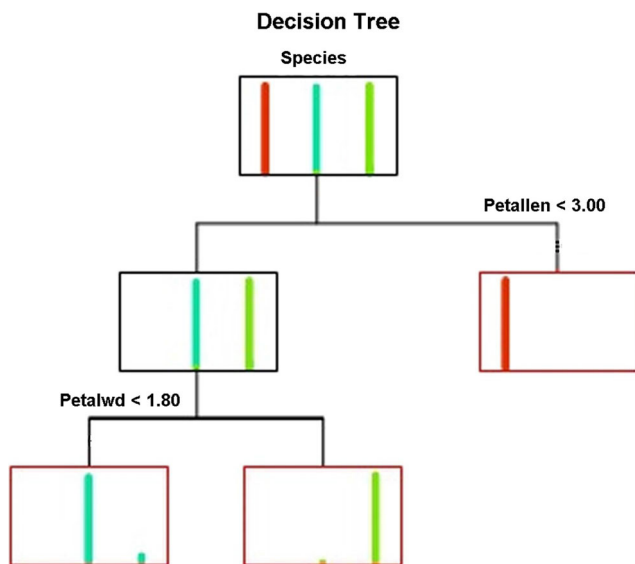 Decision Tree
Species
Petallen < 3.00
Petalwd < 1.80